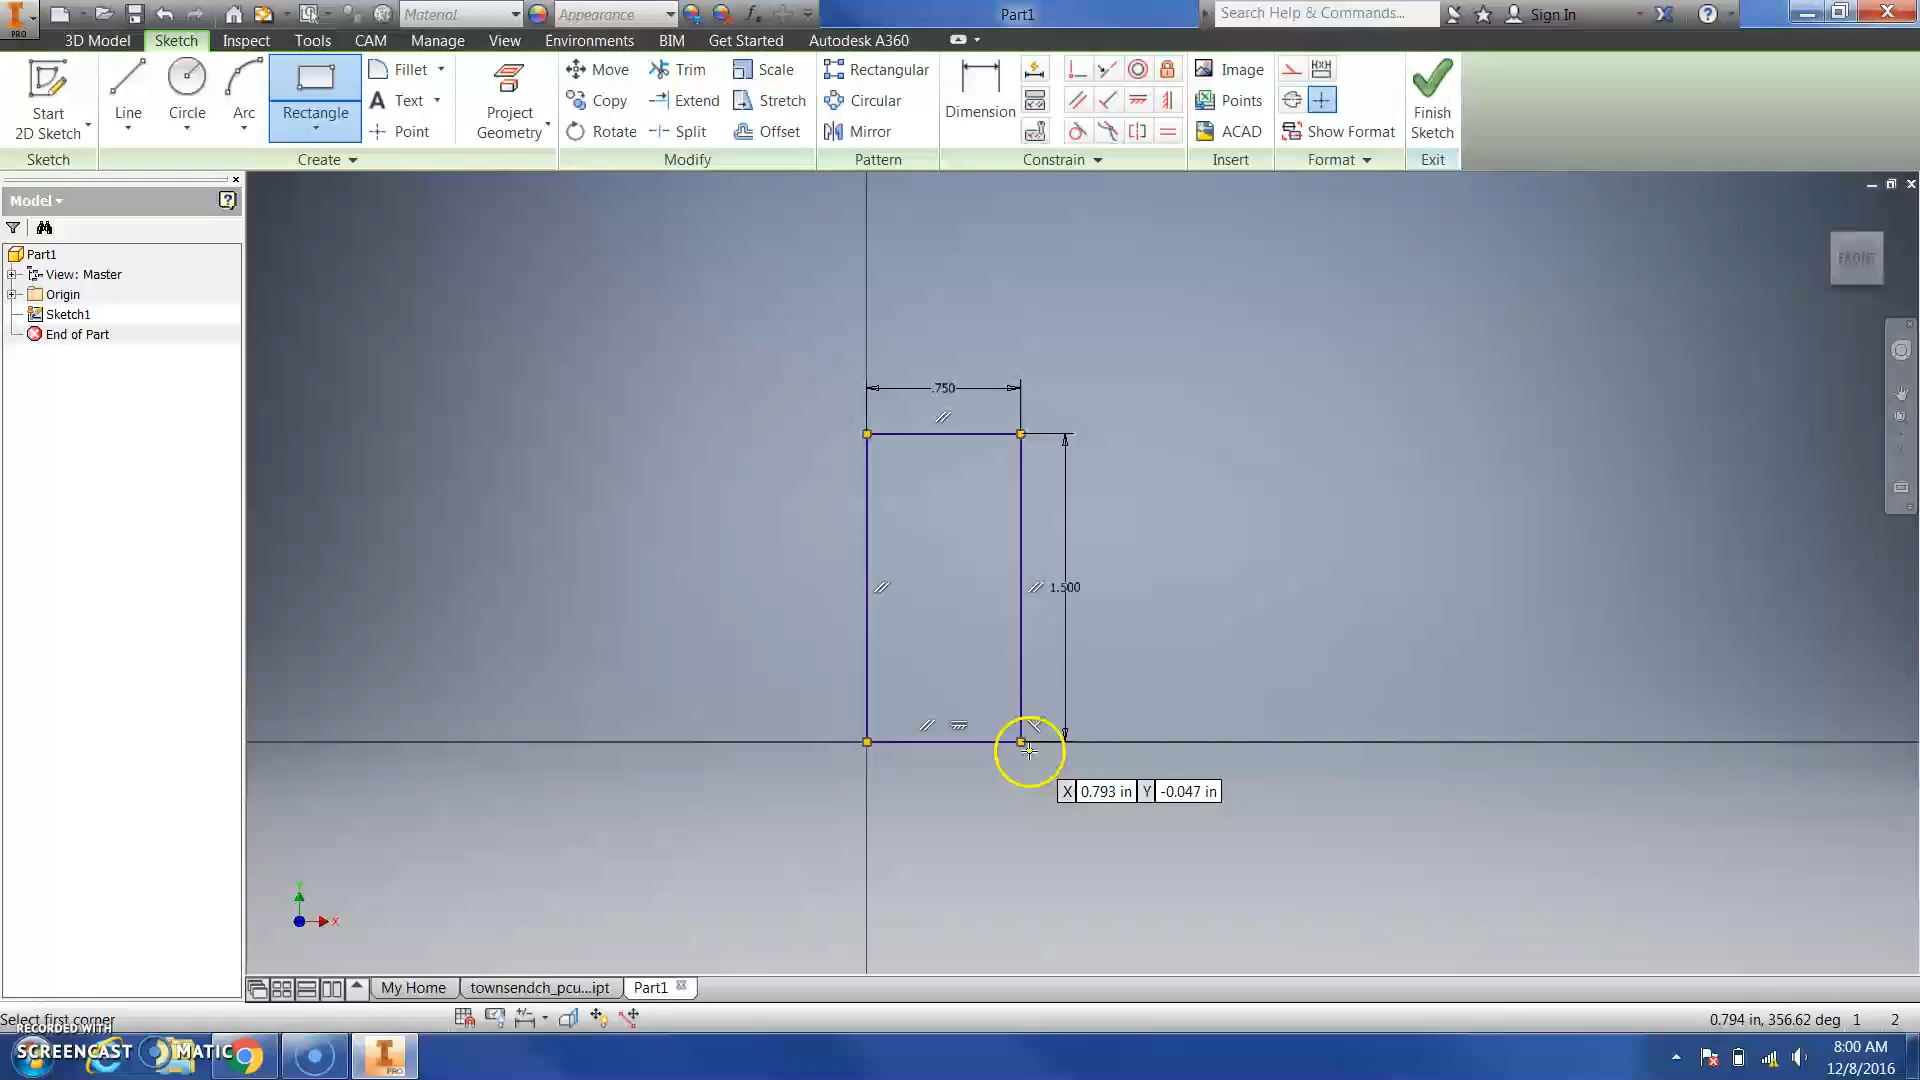 Material
Appearance
Part1
Search Help & Commands...
Sign In
PRO
3D Model
Sketch
Inspect
Tools
CAM
Manage
View
Environments
BIM
Get Started
Autodesk A360
Start
2D Sketch
Line
Circle
Arc
Rectangle
Fillet
Text
Point
Project
Geometry
Move
Copy
Rotate
Trim
Extend
Split
Scale
Stretch
Offset
Rectangular
Circular
Mirror
Dimension
Image
Points
ACAD
Show Format
Finish
Sketch
Sketch
Create
Modify
Pattern
Constrain
Insert
Format
Exit
Model
Part1
View: Master
Origin
Sketch1
End of Part
FRONT
.750
1.500
X 0.793 in Y -0.047 in
Y
X
My Home
townsendch_pcu...ipt
Part1
Select first corner
0.794 in, 356.62 deg 1 2
RECORDED WITH
SCREENCAST MATIC
PRO
8:00 AM
12/8/2016